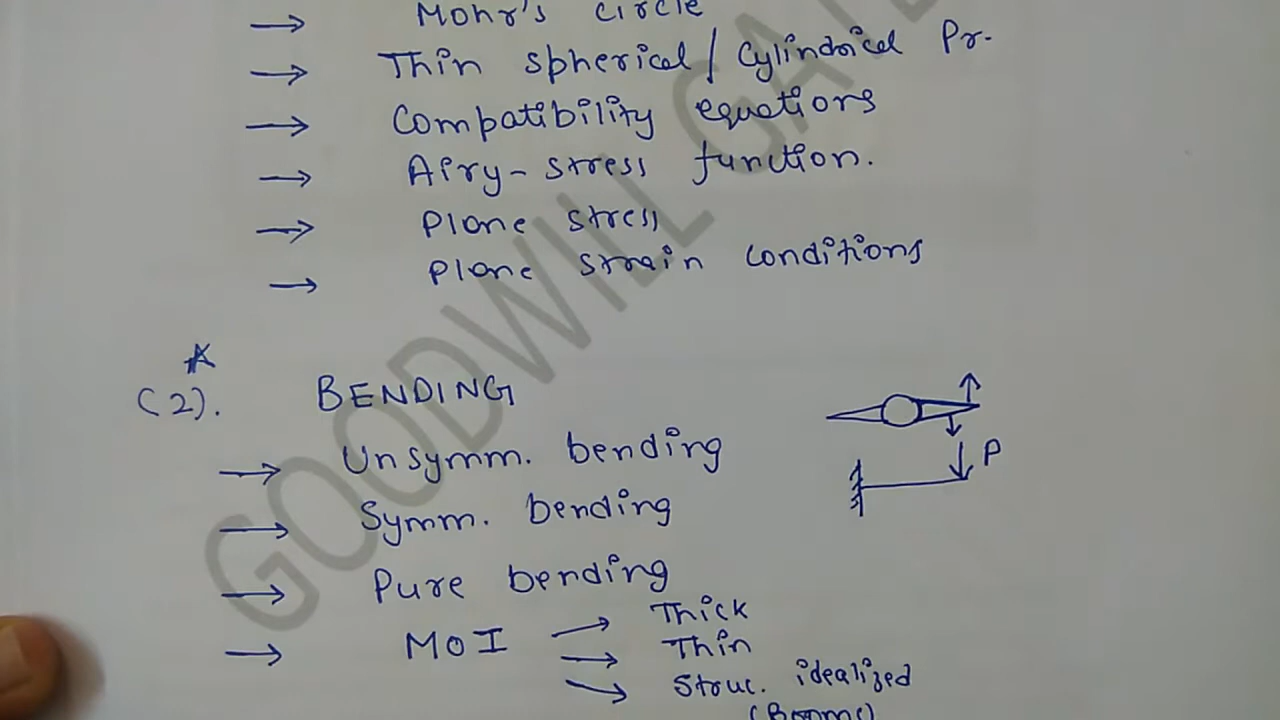 → Mohr's circle
→ Thin spherical / Cylindrical Pr.
→ Compatibility equations
→ Airy-stress function.
→ Plane stress
→ Plane strain conditions
(2). BENDING
→ Unsymm. bending
P
→ Symm. bending
→ Pure bending
→ MOI → Thick
→ Thin
→ Struc. idealized
(Booms)
GOODWILL GATE